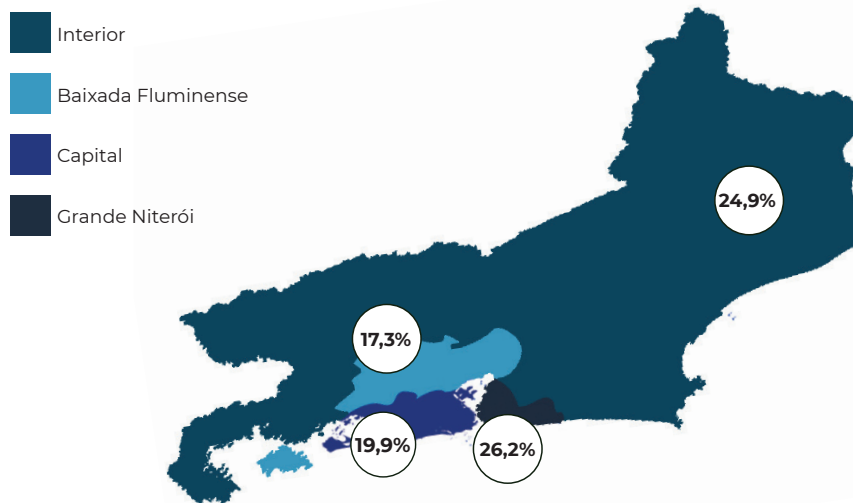 Interior
Baixada Fluminense
Capital
Grande Niterói
24,9%
17,3%
19,9%
26,2%